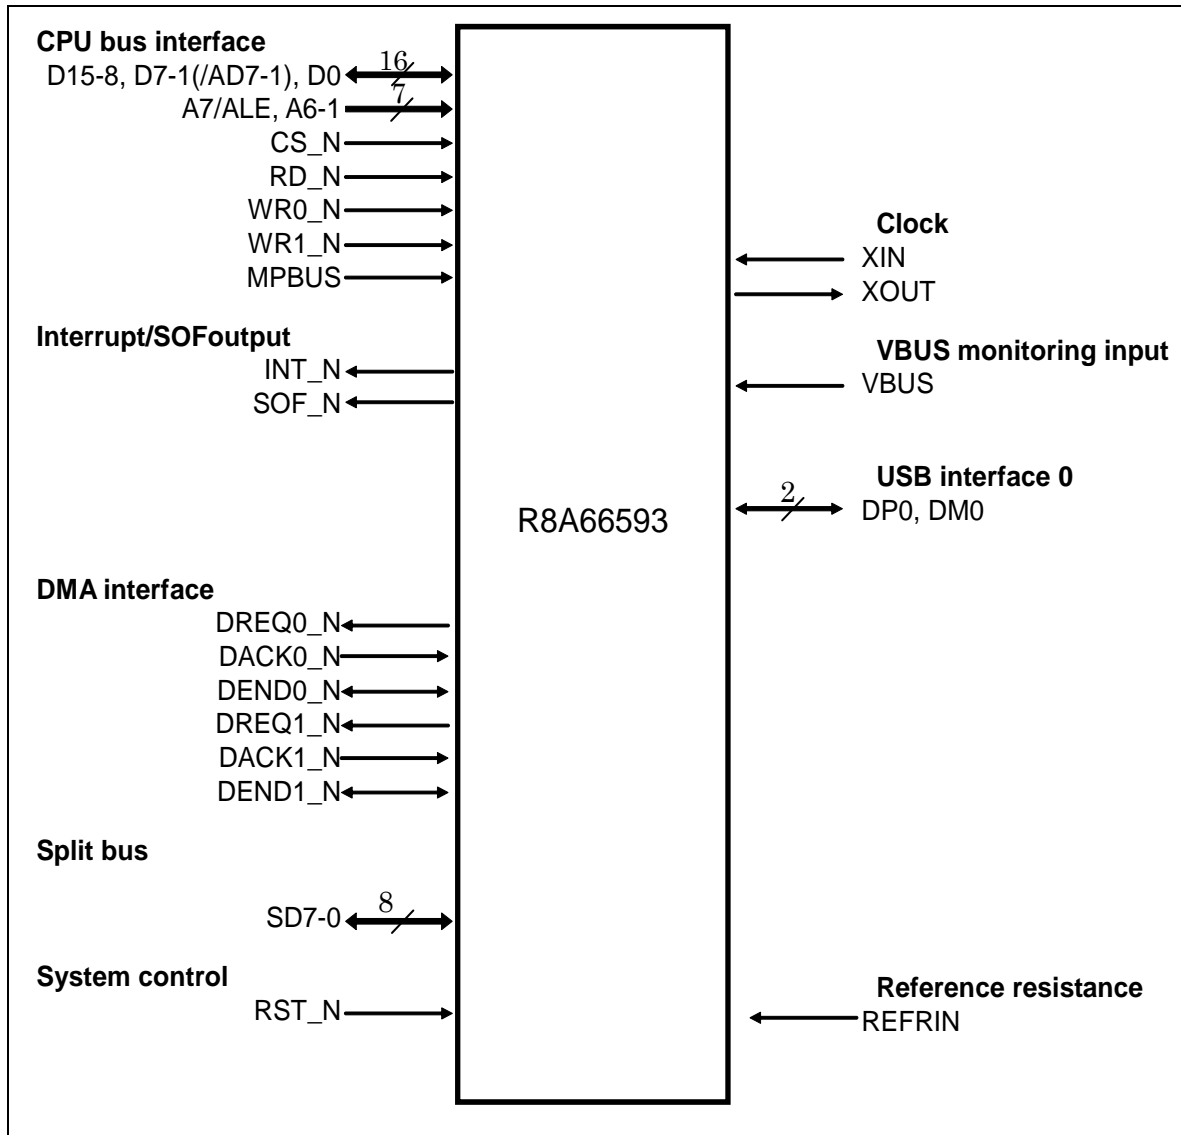 CPU bus interface
16
D15-8, D7-1(/AD7-1), D0
7
A7/ALE, A6-1
CS_N
RD_N
WR0_N
WR1_N
MPBUS
Interrupt/SOFoutput
INT_N
SOF_N
DMA interface
DREQ0_N
DACK0_N
DEND0_N
DREQ1_N
DACK1_N
DEND1_N
Split bus
8
SD7-0
System control
RST_N
R8A66593
Clock
XIN
XOUT
VBUS monitoring input
VBUS
USB interface 0
2
DP0, DM0
Reference resistance
REFRIN